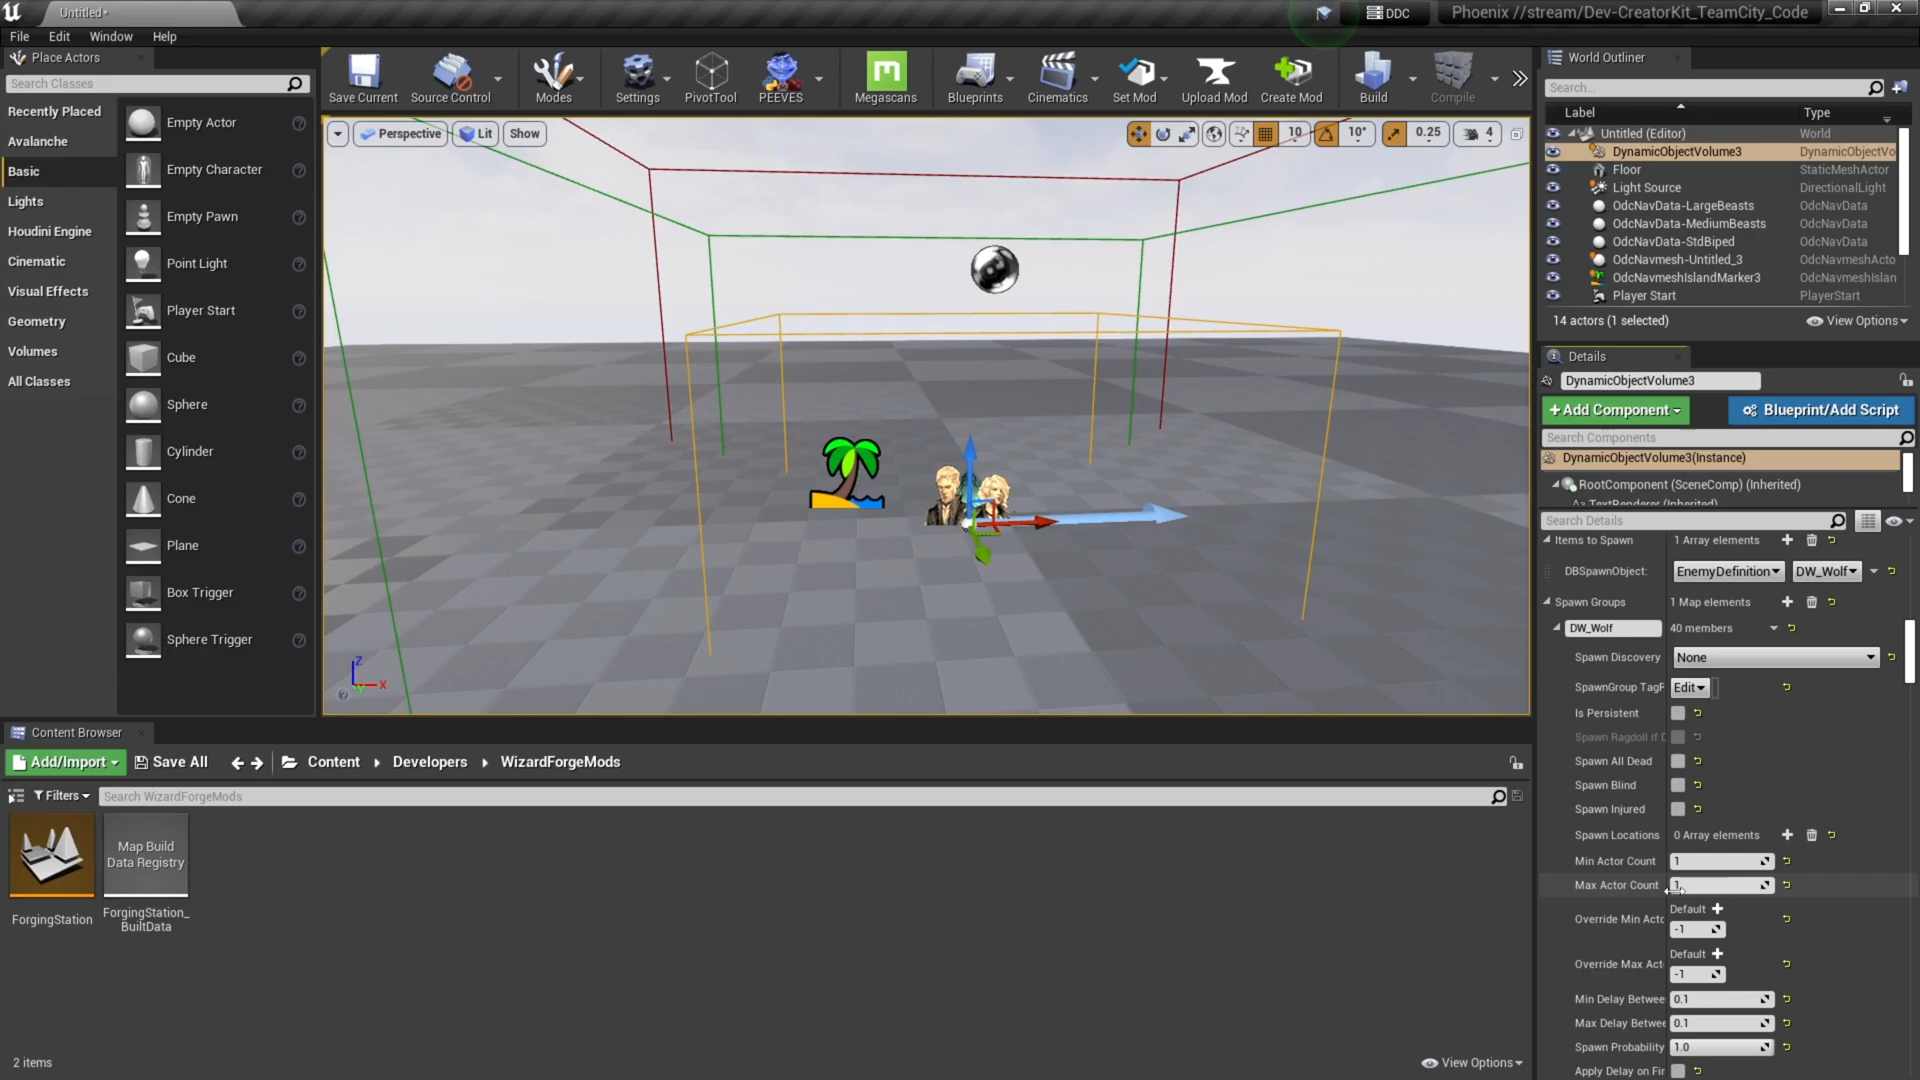 Untitled*
DDC
Phoenix //stream/Dev-CreatorKit_TeamCity_Code
File Edit Window Help
Place Actors
Search Classes
Recently Placed
Avalanche
Basic
Lights
Houdini Engine
Cinematic
Visual Effects
Geometry
Volumes
All Classes
Empty Actor
Empty Character
Empty Pawn
Point Light
Player Start
Cube
Sphere
Cylinder
Cone
Plane
Box Trigger
Sphere Trigger
Save Current
Source Control
Modes
Settings
PivotTool
PEEVES
Megascans
Blueprints
Cinematics
Set Mod
Upload Mod
Create Mod
Build
Compile
Perspective Lit Show
10 10° 0.25 4
Z
X
Y
World Outliner
Search...
Label Type
Untitled (Editor) World
DynamicObjectVolume3 DynamicObjectVo
Floor StaticMeshActor
Light Source DirectionalLight
OdcNavData-LargeBeasts OdcNavData
OdcNavData-MediumBeasts OdcNavData
OdcNavData-StdBiped OdcNavData
OdcNavmesh-Untitled_3 OdcNavmeshActo
OdcNavmeshIslandMarker3 OdcNavmeshIslan
Player Start PlayerStart
14 actors (1 selected) View Options
Details
DynamicObjectVolume3
+Add Component Blueprint/Add Script
Search Components
DynamicObjectVolume3(Instance)
RootComponent (SceneComp) (Inherited)
TextRenderer (Inherited)
Search Details
Items to Spawn 1 Array elements
DBSpawnObject: EnemyDefinition DW_Wolf
Spawn Groups 1 Map elements
DW_Wolf 40 members
Spawn Discovery None
SpawnGroup TagF Edit
Is Persistent
Spawn Ragdoll if D
Spawn All Dead
Spawn Blind
Spawn Injured
Spawn Locations 0 Array elements
Min Actor Count 1
Max Actor Count 1
Default
Override Min Acto
-1
Default
Override Max Act
-1
Min Delay Betwee 0.1
Max Delay Betwee 0.1
Spawn Probability 1.0
Apply Delay on Fir
Content Browser
Add/Import Save All Content Developers WizardForgeMods
Filters Search WizardForgeMods
ForgingStation
Map Build
Data Registry
ForgingStation_
BuiltData
2 items
View Options